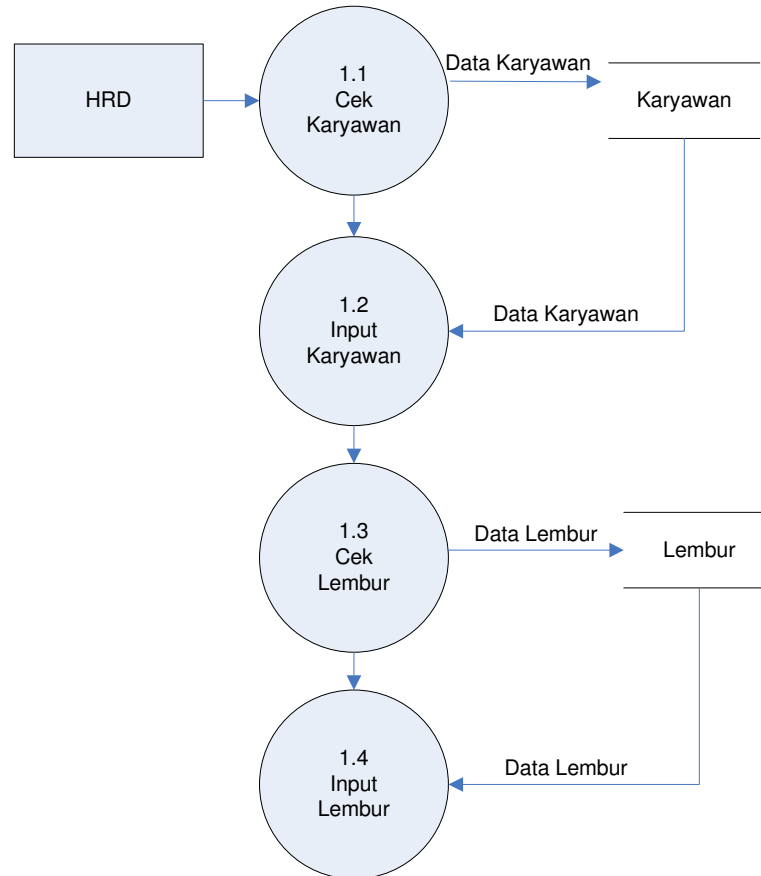 HRD
1.1
Cek
Karyawan
Data Karyawan
Karyawan
1.2
Input
Karyawan
Data Karyawan
1.3
Cek
Lembur
Data Lembur
Lembur
1.4
Input
Lembur
Data Lembur